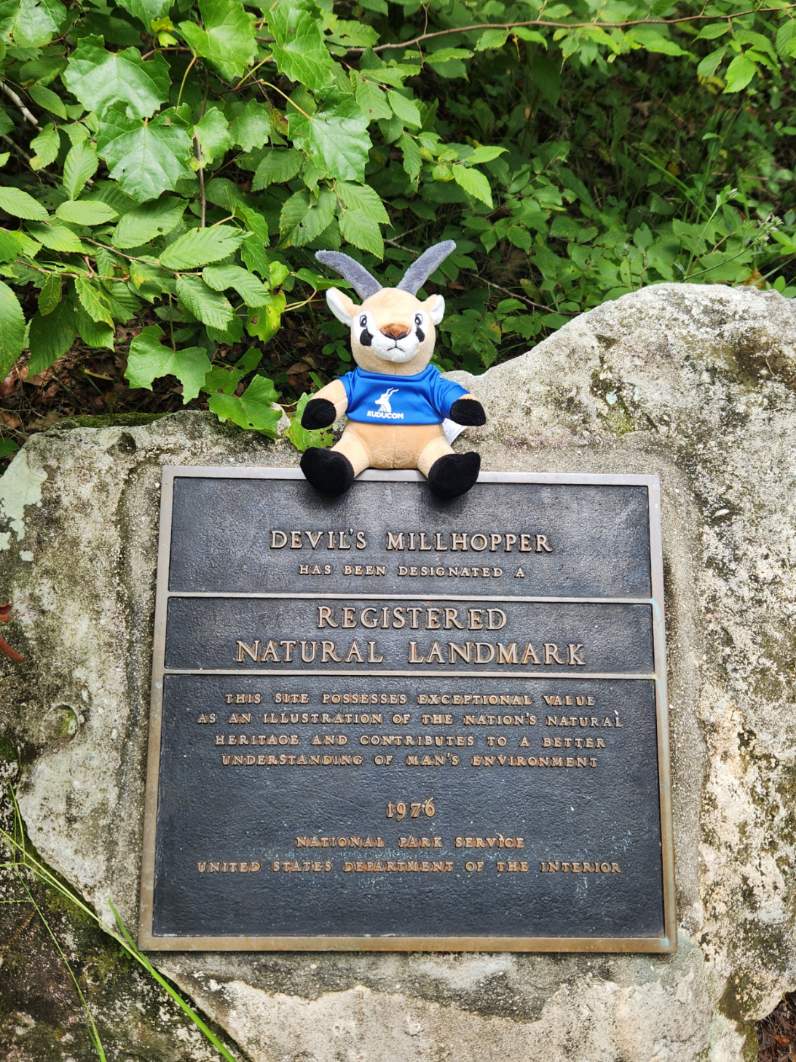 KUDUCOM
DEVIL'S MILLHOPPER
HAS BEEN DESIGNATED A
REGISTERED
NATURAL LANDMARK
THIS SITE POSSESSES EXCEPTIONAL VALUE
AS AN ILLUSTRATION OF THE NATION'S NATURAL
HERITAGE AND CONTRIBUTES TO A BETTER
UNDERSTANDING OF MAN'S ENVIRONMENT
1976
NATIONAL PARK SERVICE
UNITED STATES DEPARTMENT OF THE INTERIOR